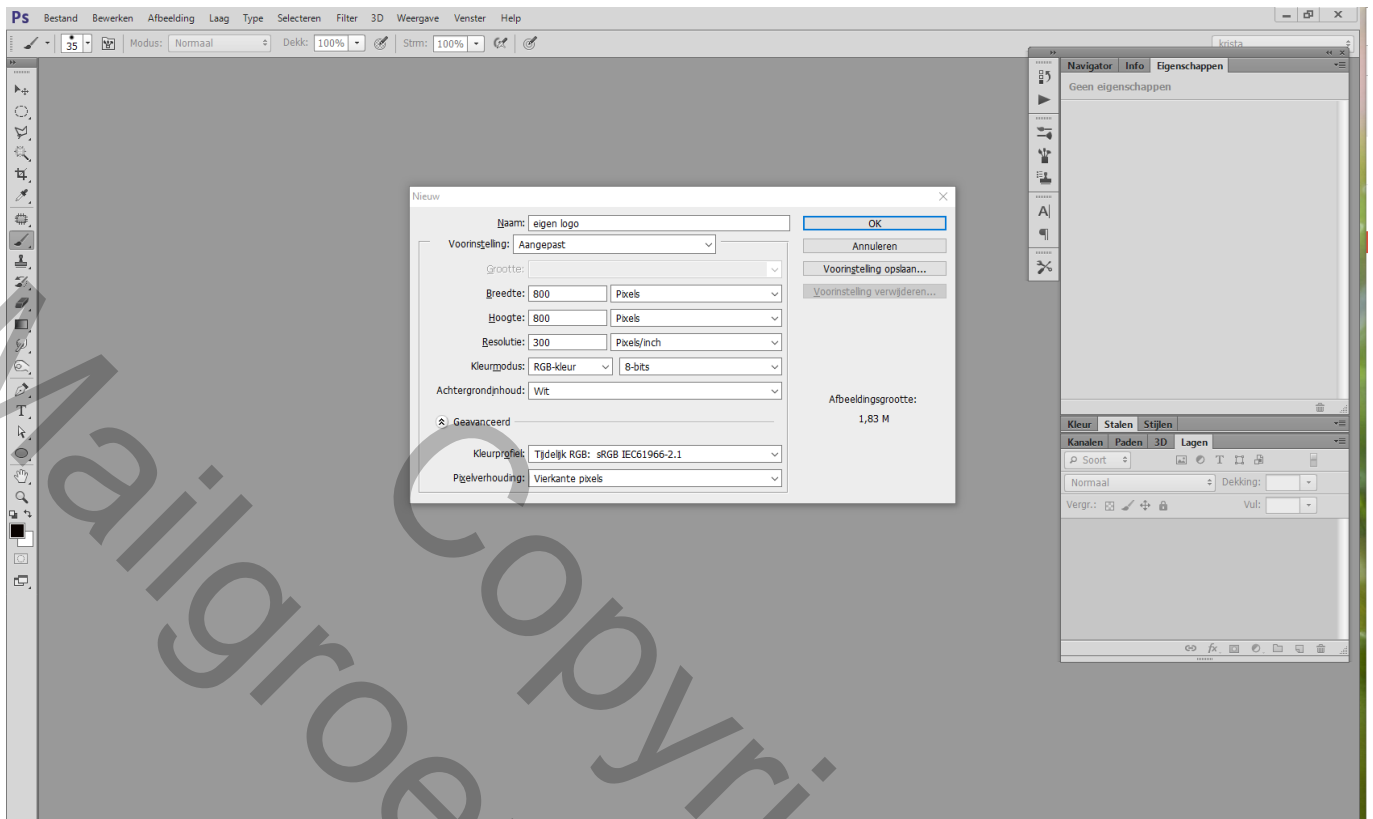 Ps Bestand Bewerken Afbeelding Laag Type Selecteren Filter 3D Weergave Venster Help
35 Modus: Normaal Dekk: 100% Strm: 100% krista
Navigator Info Eigenschappen
Geen eigenschappen
Nieuw
Naam: eigen logo OK
Voorinstelling: Aangepast Annuleren
Grootte: Voorinstelling opslaan...
Breedte: 800 Pixels Voorinstelling verwijderen...
Hoogte: 800 Pixels
Resolutie: 300 Pixels/inch
Kleurmodus: RGB-kleur 8-bits
Achtergrondinhoud: Wit
Afbeeldingsgrootte:
1,83 M
Geavanceerd
Kleurprofiel: Tijdelijk RGB: sRGB IEC61966-2.1
Pixelverhouding: Vierkante pixels
Kleur Stalen Stijlen
Kanalen Paden 3D Lagen
Soort
Normaal Dekking:
Vergr.: Vul:
fx
Mailgroe
Copyri